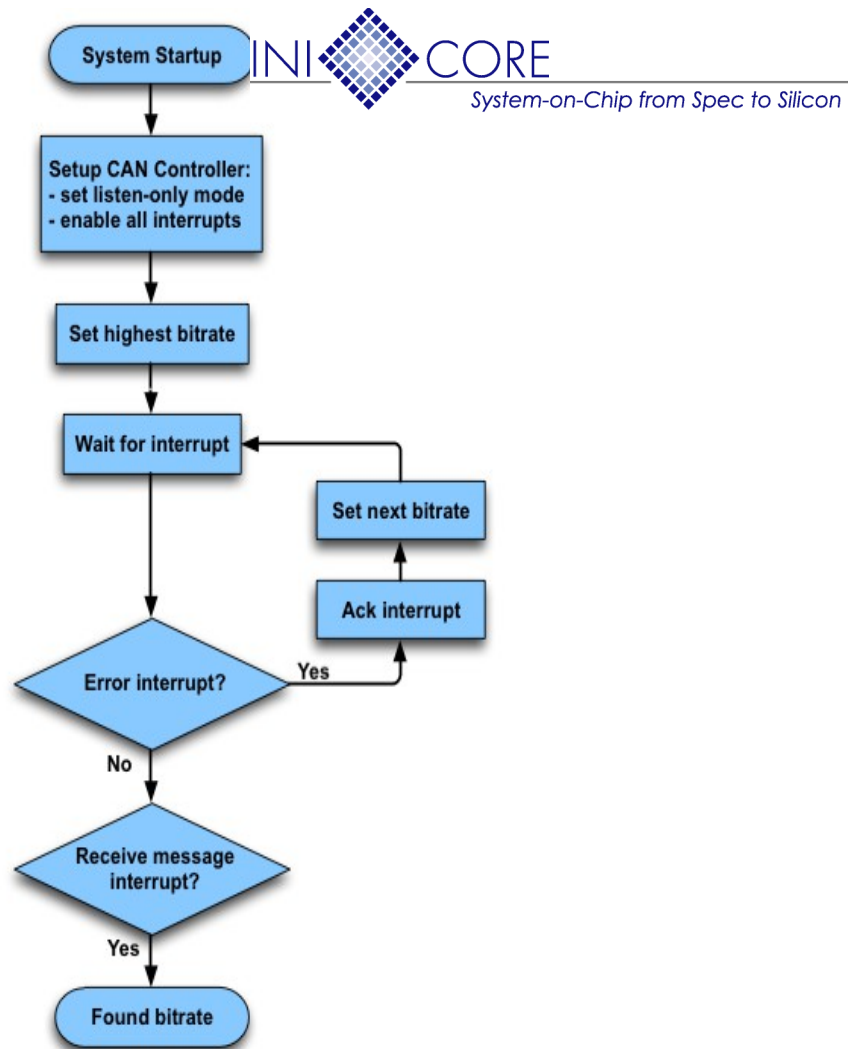 System Startup
INI CORE
System-on-Chip from Spec to Silicon
Setup CAN Controller:
- set listen-only mode
- enable all interrupts
Set highest bitrate
Wait for interrupt
Set next bitrate
Ack interrupt
Error interrupt?
Yes
No
Receive message
interrupt?
Yes
Found bitrate